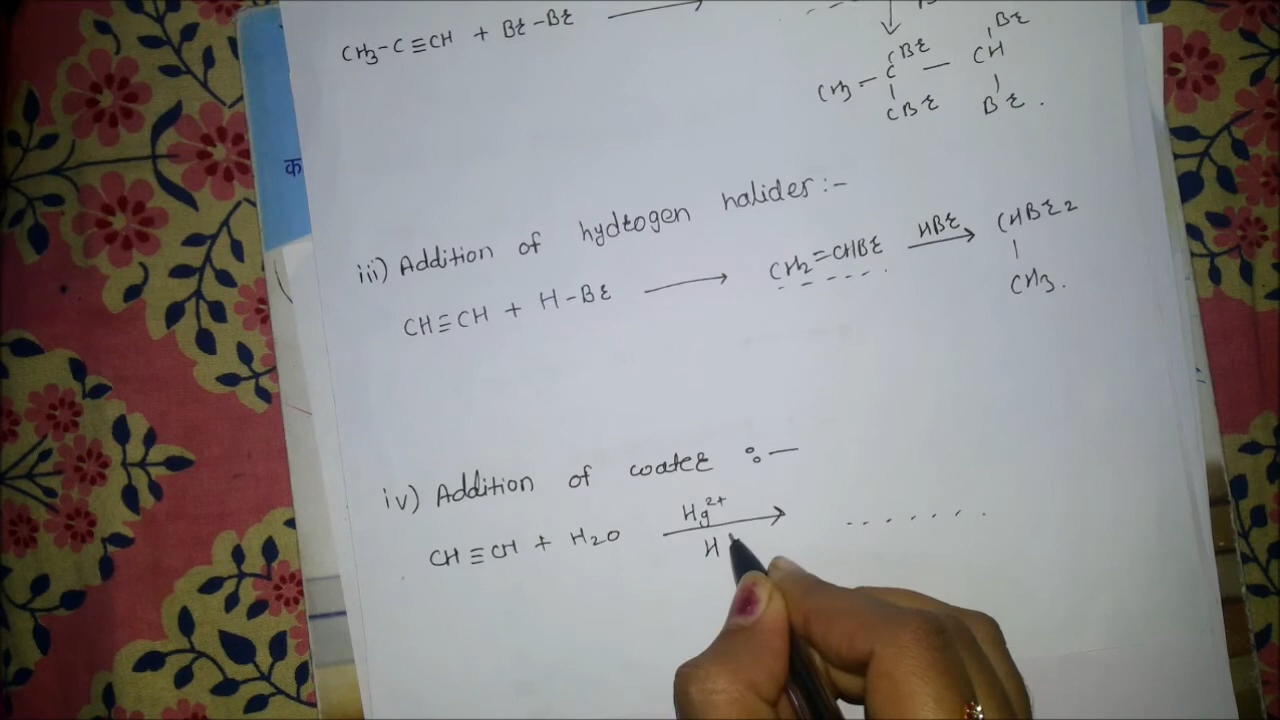 CH3-C≡CH + Br-Br ⟶
CH3 - C - CH
Br Br
CBr Br .
iii) Addition of hydrogen halides :-
CH≡CH + H-Br ⟶ CH2=CHBr HBr⟶ CHBr2
CH3.
iv) Addition of water :-
CH≡CH + H2O Hg2+⟶ .......
H
क